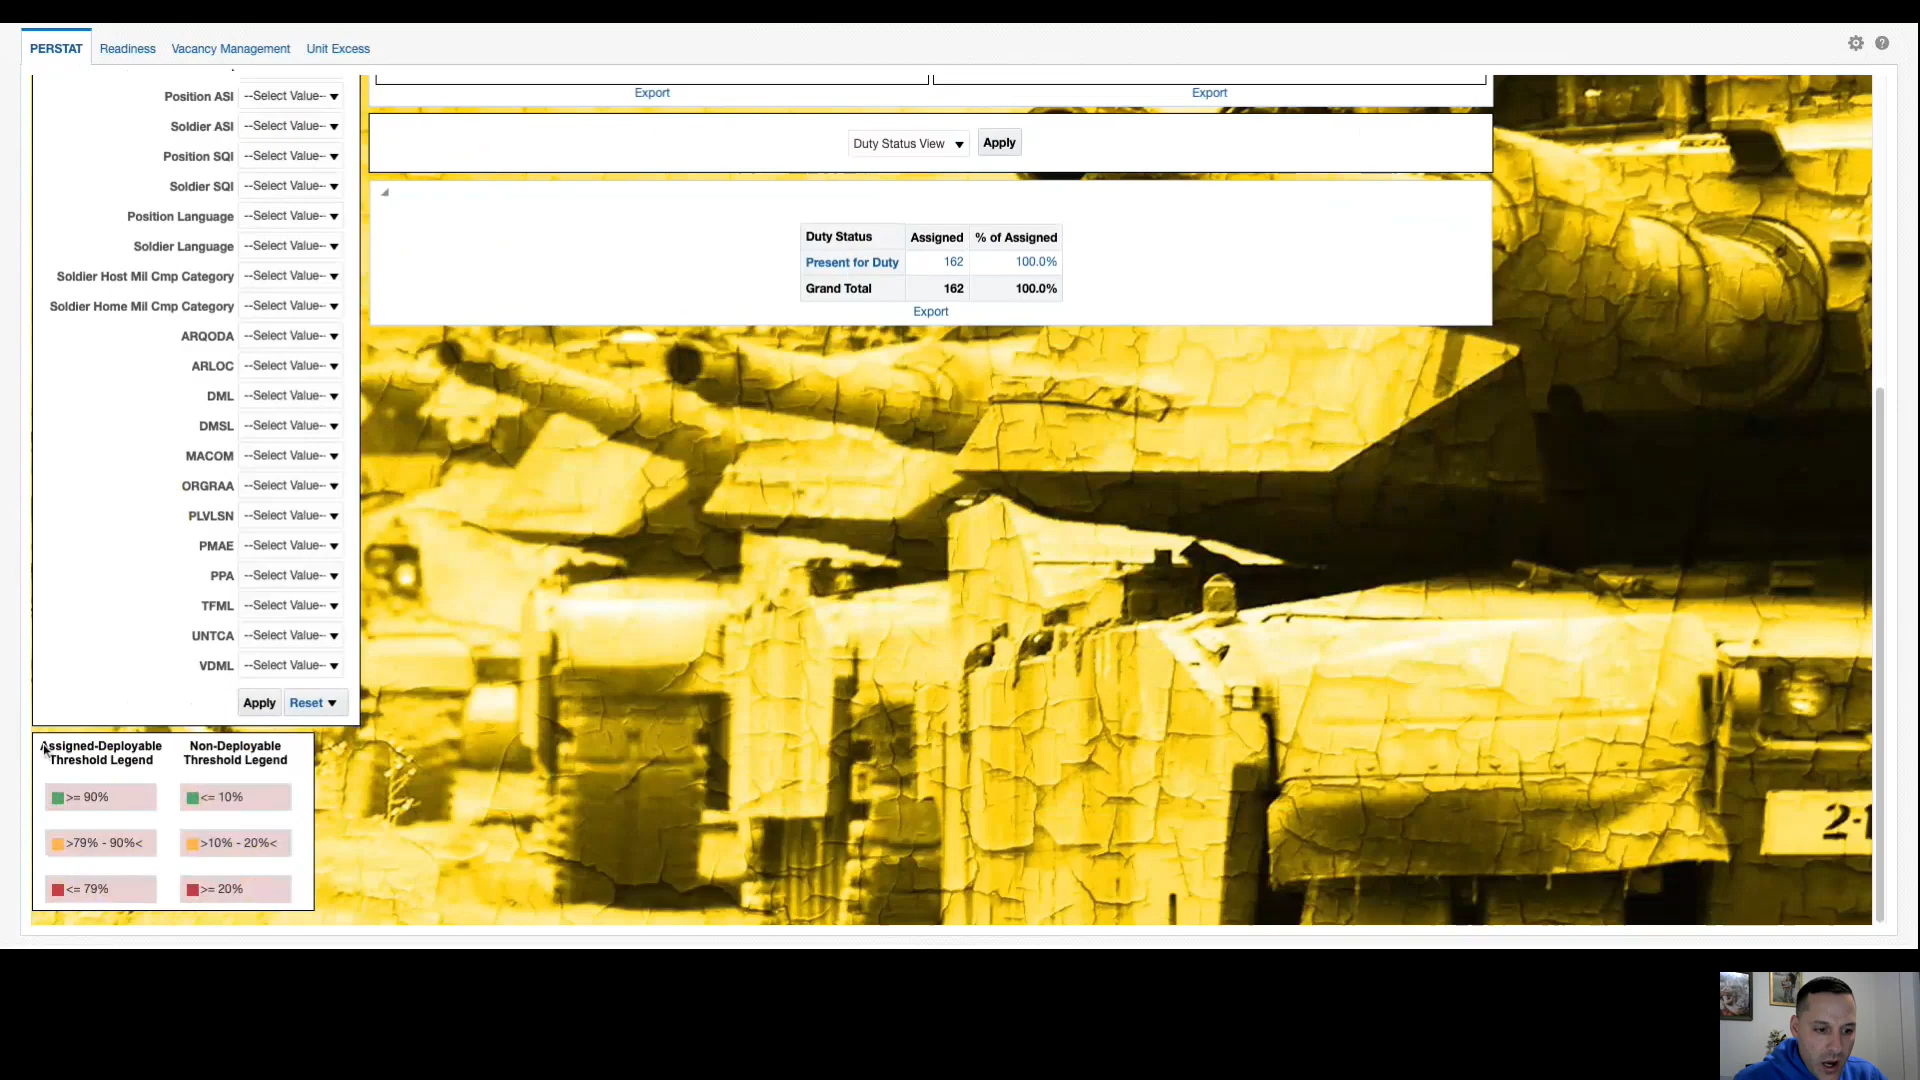 PERSTAT Readiness Vacancy Management Unit Excess
Position ASI --Select Value--
Soldier ASI --Select Value--
Position SQI --Select Value--
Soldier SQI --Select Value--
Position Language --Select Value--
Soldier Language --Select Value--
Soldier Host Mil Cmp Category --Select Value--
Soldier Home Mil Cmp Category --Select Value--
ARQODA --Select Value--
ARLOC --Select Value--
DML --Select Value--
DMSL --Select Value--
MACOM --Select Value--
ORGRAA --Select Value--
PLVLSN --Select Value--
PMAE --Select Value--
PPA --Select Value--
TFML --Select Value--
UNTCA --Select Value--
VDML --Select Value--
Apply Reset
Assigned-Deployable
Threshold Legend
Non-Deployable
Threshold Legend
>= 90% <= 10%
>79% - 90%< >10% - 20%<
<= 79% >= 20%
Export Export
Duty Status View Apply
Duty Status Assigned % of Assigned
Present for Duty 162 100.0%
Grand Total 162 100.0%
Export